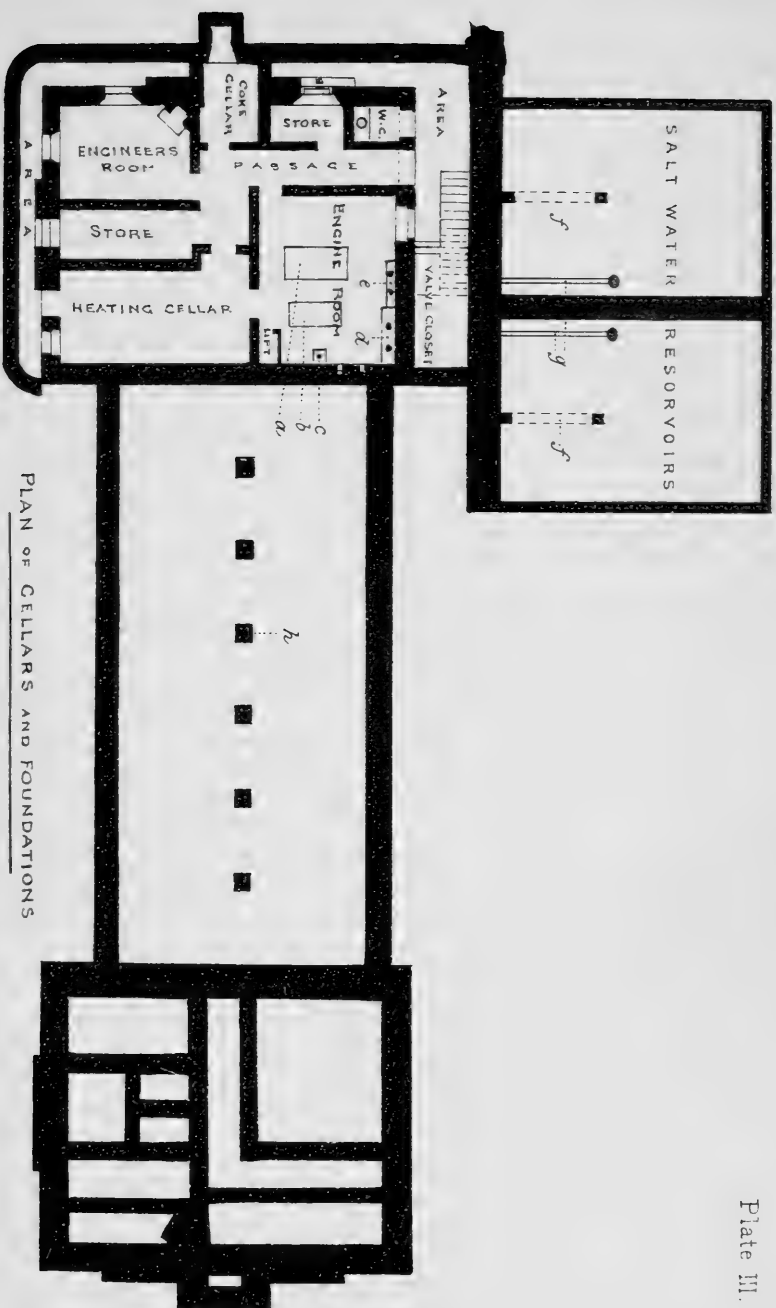 Plate III.
SALT WATER RESORVOIRS
f
g
f
AREA
VALVE CLOSET
W.C.
STORE
COKE
CELLAR
PASSAGE
ENGINE ROOM
e
d
LIFT
c
b
a
ENGINEERS
ROOM
STORE
HEATING CELLAR
AREA
h
PLAN OF CELLARS AND FOUNDATIONS